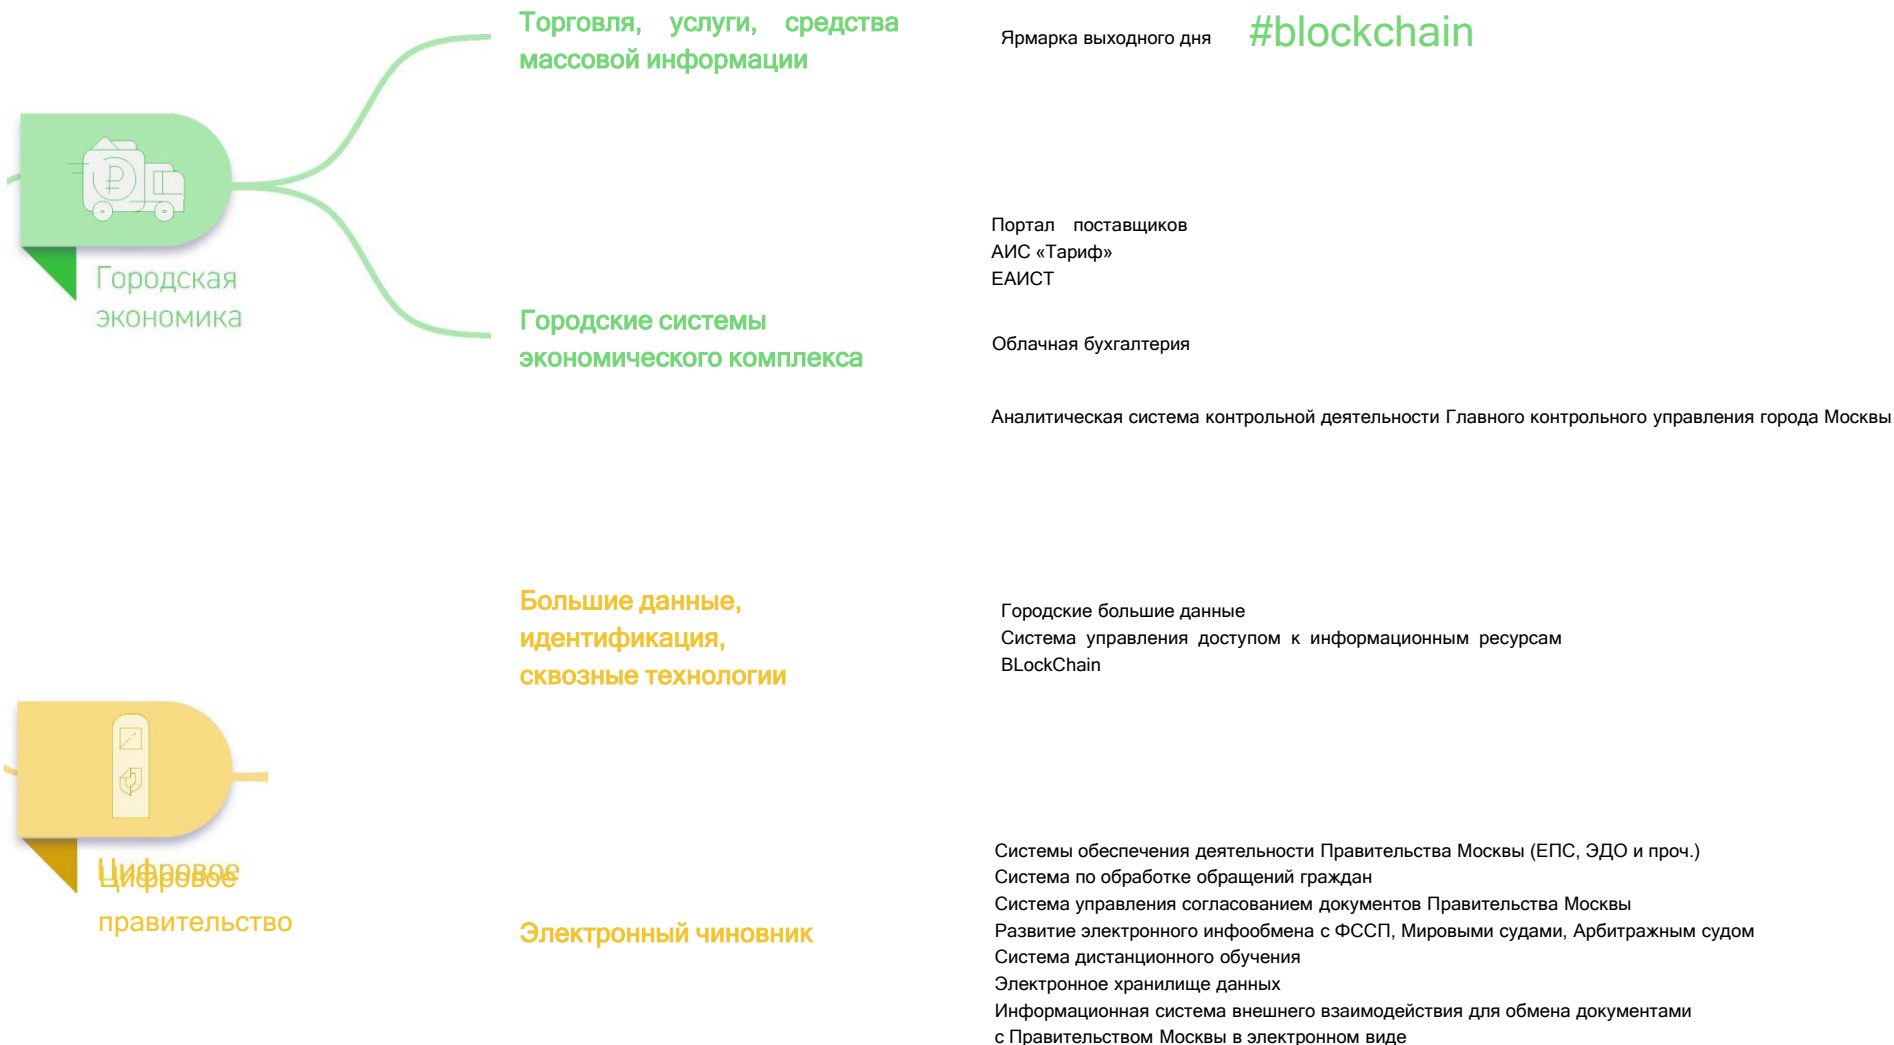 Торговля, услуги, средства
массовой информации
Ярмарка выходного дня
#blockchain
Городская
экономика
Портал поставщиков
АИС «Тариф»
ЕАИСТ
Городские системы
экономического комплекса
Облачная бухгалтерия
Аналитическая система контрольной деятельности Главного контрольного управления города Москвы
Большие данные,
идентификация,
сквозные технологии
Городские большие данные
Система управления доступом к информационным ресурсам
BLockChain
Цифровое
Цифровое
правительство
Электронный чиновник
Системы обеспечения деятельности Правительства Москвы (ЕПС, ЭДО и проч.)
Система по обработке обращений граждан
Система управления согласованием документов Правительства Москвы
Развитие электронного инфообмена с ФССП, Мировыми судами, Арбитражным судом
Система дистанционного обучения
Электронное хранилище данных
Информационная система внешнего взаимодействия для обмена документами
с Правительством Москвы в электронном виде